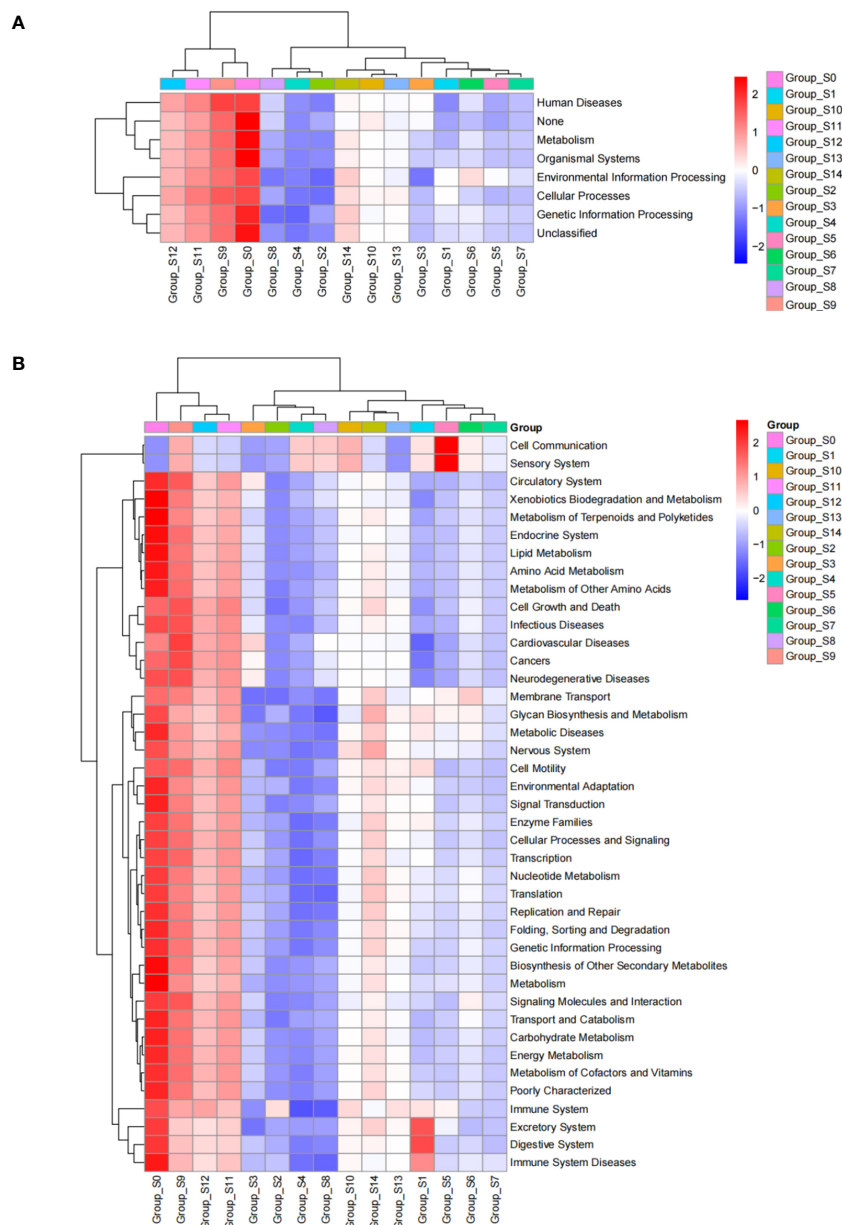 A
2
1
0
−1
−2
Group_S0
Group_S1
Group_S10
Group_S11
Group_S12
Group_S13
Group_S14
Group_S2
Group_S3
Group_S4
Group_S5
Group_S6
Group_S7
Group_S8
Group_S9
Human Diseases
None
Metabolism
Organismal Systems
Environmental Information Processing
Cellular Processes
Genetic Information Processing
Unclassified
Group_S12
Group_S11
Group_S9
Group_S0
Group_S8
Group_S4
Group_S2
Group_S14
Group_S10
Group_S13
Group_S3
Group_S1
Group_S6
Group_S5
Group_S7
B
Group
Cell Communication
Sensory System
Circulatory System
Xenobiotics Biodegradation and Metabolism
Metabolism of Terpenoids and Polyketides
Endocrine System
Lipid Metabolism
Amino Acid Metabolism
Metabolism of Other Amino Acids
Cell Growth and Death
Infectious Diseases
Cardiovascular Diseases
Cancers
Neurodegenerative Diseases
Membrane Transport
Glycan Biosynthesis and Metabolism
Metabolic Diseases
Nervous System
Cell Motility
Environmental Adaptation
Signal Transduction
Enzyme Families
Cellular Processes and Signaling
Transcription
Nucleotide Metabolism
Translation
Replication and Repair
Folding, Sorting and Degradation
Genetic Information Processing
Biosynthesis of Other Secondary Metabolites
Metabolism
Signaling Molecules and Interaction
Transport and Catabolism
Carbohydrate Metabolism
Energy Metabolism
Metabolism of Cofactors and Vitamins
Poorly Characterized
Immune System
Excretory System
Digestive System
Immune System Diseases
2
1
0
−1
−2
Group
Group_S0
Group_S1
Group_S10
Group_S11
Group_S12
Group_S13
Group_S14
Group_S2
Group_S3
Group_S4
Group_S5
Group_S6
Group_S7
Group_S8
Group_S9
Group_S0
Group_S9
Group_S12
Group_S11
Group_S3
Group_S2
Group_S4
Group_S8
Group_S10
Group_S14
Group_S13
Group_S1
Group_S5
Group_S6
Group_S7